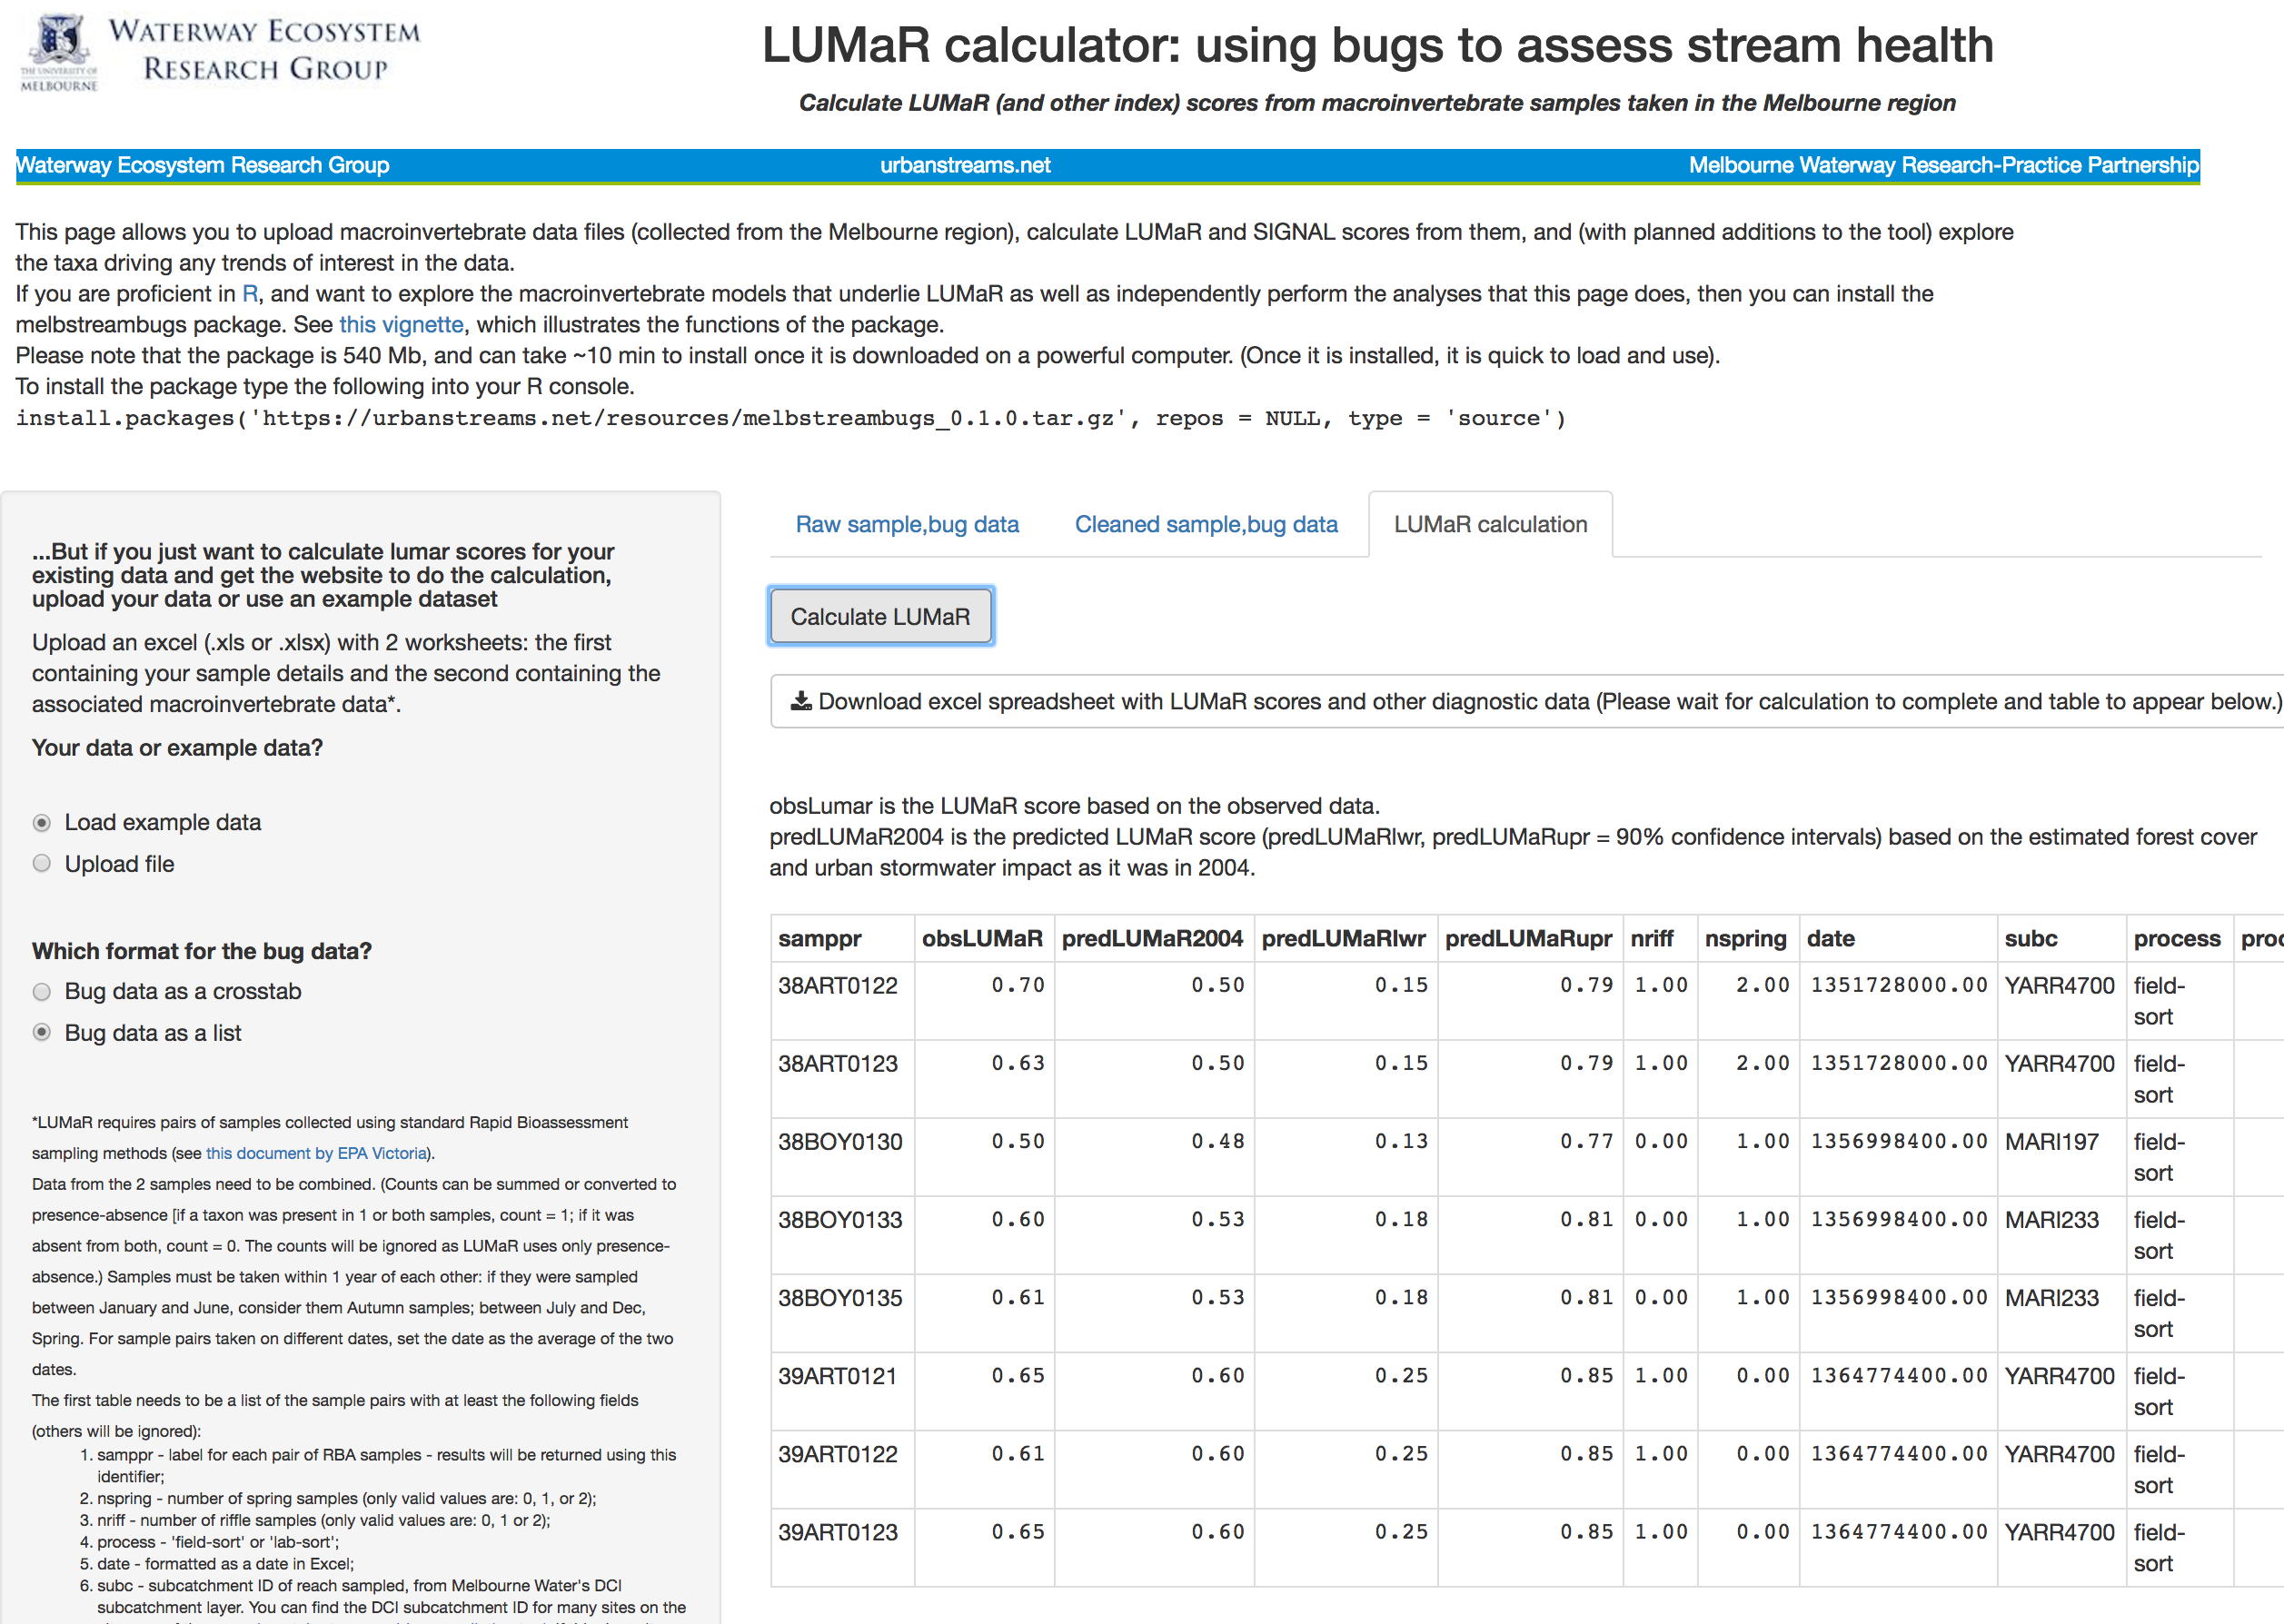 THE UNIVERSITY OF
MELBOURNE
WATERWAY ECOSYSTEM
RESEARCH GROUP
LUMaR calculator: using bugs to assess stream health
Calculate LUMaR (and other index) scores from macroinvertebrate samples taken in the Melbourne region
Waterway Ecosystem Research Group urbanstreams.net Melbourne Waterway Research-Practice Partnership
This page allows you to upload macroinvertebrate data files (collected from the Melbourne region), calculate LUMaR and SIGNAL scores from them, and (with planned additions to the tool) explore
the taxa driving any trends of interest in the data.
If you are proficient in R, and want to explore the macroinvertebrate models that underlie LUMaR as well as independently perform the analyses that this page does, then you can install the
melbstreambugs package. See this vignette, which illustrates the functions of the package.
Please note that the package is 540 Mb, and can take ~10 min to install once it is downloaded on a powerful computer. (Once it is installed, it is quick to load and use).
To install the package type the following into your R console.
install.packages('https://urbanstreams.net/resources/melbstreambugs_0.1.0.tar.gz', repos = NULL, type = 'source')
...But if you just want to calculate lumar scores for your
existing data and get the website to do the calculation,
upload your data or use an example dataset
Upload an excel (.xls or .xlsx) with 2 worksheets: the first
containing your sample details and the second containing the
associated macroinvertebrate data*.
Your data or example data?
Load example data
Upload file
Which format for the bug data?
Bug data as a crosstab
Bug data as a list
*LUMaR requires pairs of samples collected using standard Rapid Bioassessment
sampling methods (see this document by EPA Victoria).
Data from the 2 samples need to be combined. (Counts can be summed or converted to
presence-absence [if a taxon was present in 1 or both samples, count = 1; if it was
absent from both, count = 0. The counts will be ignored as LUMaR uses only presence-
absence.) Samples must be taken within 1 year of each other: if they were sampled
between January and June, consider them Autumn samples; between July and Dec,
Spring. For sample pairs taken on different dates, set the date as the average of the two
dates.
The first table needs to be a list of the sample pairs with at least the following fields
(others will be ignored):
1. samppr - label for each pair of RBA samples - results will be returned using this
identifier;
2. nspring - number of spring samples (only valid values are: 0, 1, or 2);
3. nriff - number of riffle samples (only valid values are: 0, 1 or 2);
4. process - 'field-sort' or 'lab-sort';
5. date - formatted as a date in Excel;
6. subc - subcatchment ID of reach sampled, from Melbourne Water's DCI
subcatchment layer. You can find the DCI subcatchment ID for many sites on the
Raw sample,bug data Cleaned sample,bug data LUMaR calculation
Calculate LUMaR
Download excel spreadsheet with LUMaR scores and other diagnostic data (Please wait for calculation to complete and table to appear below.)
obsLumar is the LUMaR score based on the observed data.
predLUMaR2004 is the predicted LUMaR score (predLUMaRlwr, predLUMaRupr = 90% confidence intervals) based on the estimated forest cover
and urban stormwater impact as it was in 2004.
samppr obsLUMaR predLUMaR2004 predLUMaRlwr predLUMaRupr nriff nspring date subc process proc
38ART0122 0.70 0.50 0.15 0.79 1.00 2.00 1351728000.00 YARR4700 field-
sort
38ART0123 0.63 0.50 0.15 0.79 1.00 2.00 1351728000.00 YARR4700 field-
sort
38BOY0130 0.50 0.48 0.13 0.77 0.00 1.00 1356998400.00 MARI197 field-
sort
38BOY0133 0.60 0.53 0.18 0.81 0.00 1.00 1356998400.00 MARI233 field-
sort
38BOY0135 0.61 0.53 0.18 0.81 0.00 1.00 1356998400.00 MARI233 field-
sort
39ART0121 0.65 0.60 0.25 0.85 1.00 0.00 1364774400.00 YARR4700 field-
sort
39ART0122 0.61 0.60 0.25 0.85 1.00 0.00 1364774400.00 YARR4700 field-
sort
39ART0123 0.65 0.60 0.25 0.85 1.00 0.00 1364774400.00 YARR4700 field-
sort